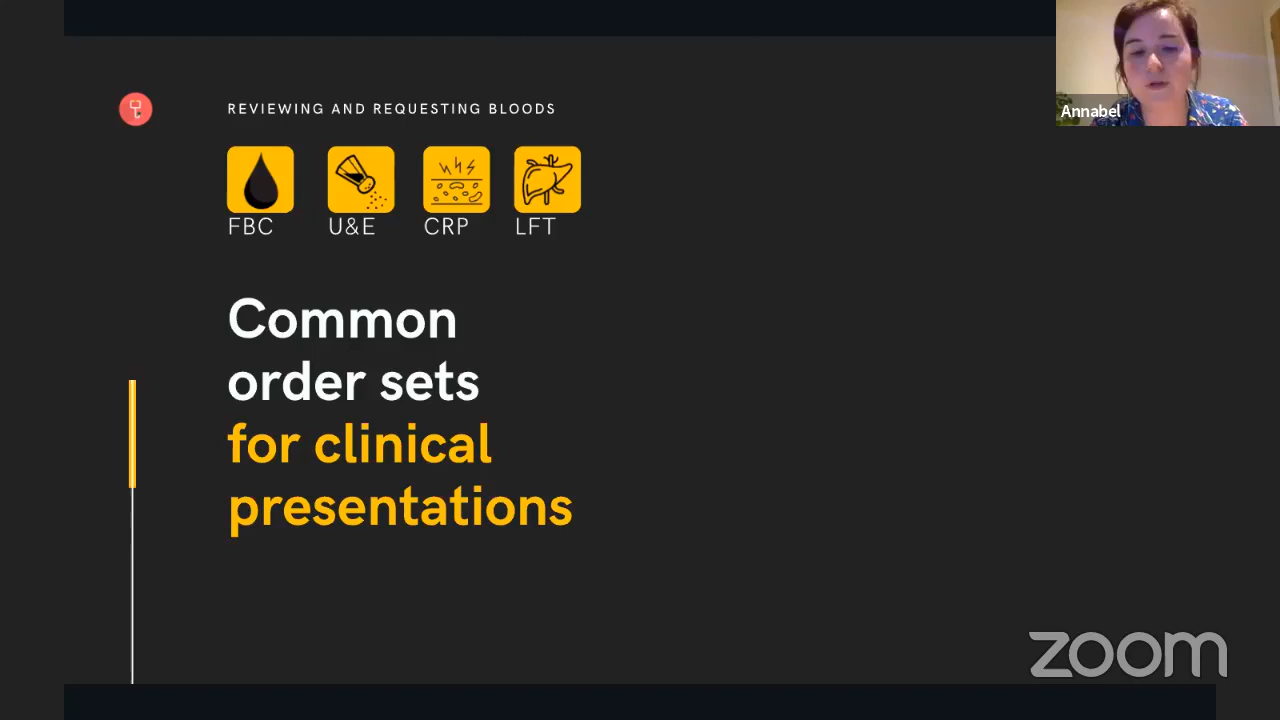 REVIEWING AND REQUESTING BLOODS
Annabel
FBC U&E CRP LFT
Common
order sets
for clinical
presentations
zoom